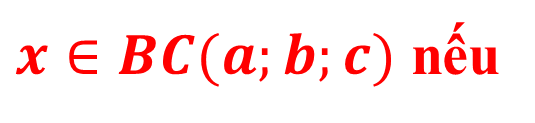 x ∈ BC(a; b; c) nếu